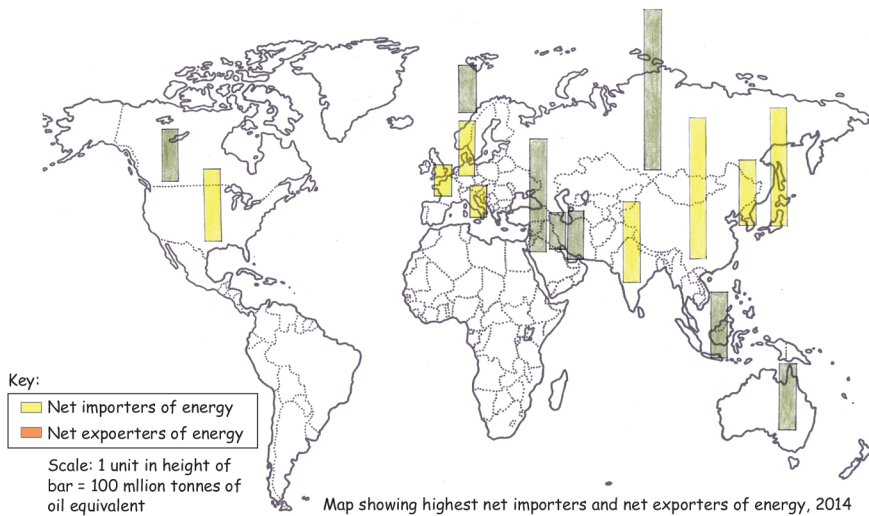 Key:
Net importers of energy
Net expoerters of energy
Scale: 1 unit in height of
bar = 100 mllion tonnes of
oil equivalent
Map showing highest net importers and net exporters of energy, 2014